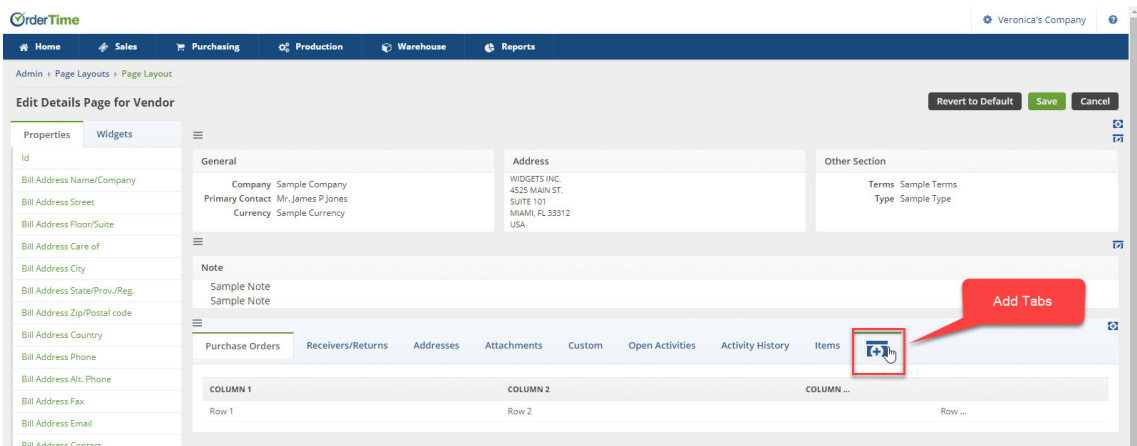 OrderTime
Veronica's Company
Home Sales Purchasing Production Warehouse Reports
Admin Page Layouts Page Layout
Edit Details Page for Vendor
Revert to Default Save Cancel
Properties Widgets
Id
Bill Address Name/Company
Bill Address Street
Bill Address Floor/Suite
Bill Address Care of
Bill Address City
Bill Address State/Prov./Reg.
Bill Address Zip/Postal code
Bill Address Country
Bill Address Phone
Bill Address Alt. Phone
Bill Address Fax
Bill Address Email
Bill Address Contact
General
Company Sample Company
Primary Contact Mr. James P Jones
Currency Sample Currency
Address
WIDGETS INC.
4525 MAIN ST.
SUITE 101
MIAMI, FL 33312
USA
Other Section
Terms Sample Terms
Type Sample Type
Note
Sample Note
Sample Note
Add Tabs
Purchase Orders Receivers/Returns Addresses Attachments Custom Open Activities Activity History Items
COLUMN 1 COLUMN 2 COLUMN ...
Row 1 Row 2 Row ...